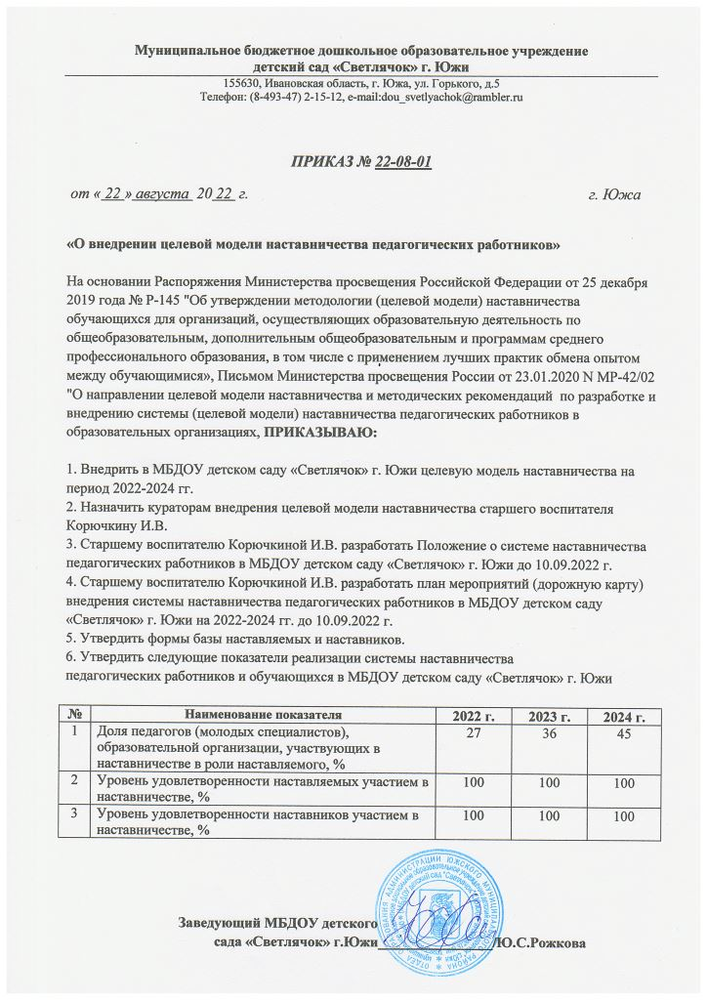 Муниципальное бюджетное дошкольное образовательное учреждение
детский сад «Светлячок» г. Южи
155630, Ивановская область, г. Южа, ул. Горького, д.5
Телефон: (8-493-47) 2-15-12, e-mail:dou_svetlyachok@rambler.ru
ПРИКАЗ № 22-08-01
от « 22 » августа 20 22 г. г. Южа
«О внедрении целевой модели наставничества педагогических работников»
На основании Распоряжения Министерства просвещения Российской Федерации от 25 декабря
2019 года № Р-145 "Об утверждении методологии (целевой модели) наставничества
обучающихся для организаций, осуществляющих образовательную деятельность по
общеобразовательным, дополнительным общеобразовательным и программам среднего
профессионального образования, в том числе с применением лучших практик обмена опытом
между обучающимися», Письмом Министерства просвещения России от 23.01.2020 N МР-42/02
"О направлении целевой модели наставничества и методических рекомендаций по разработке и
внедрению системы (целевой модели) наставничества педагогических работников в
образовательных организациях, ПРИКАЗЫВАЮ:
1. Внедрить в МБДОУ детском саду «Светлячок» г. Южи целевую модель наставничества на
период 2022-2024 гг.
2. Назначить кураторам внедрения целевой модели наставничества старшего воспитателя
Корючкину И.В.
3. Старшему воспитателю Корючкиной И.В. разработать Положение о системе наставничества
педагогических работников в МБДОУ детском саду «Светлячок» г. Южи до 10.09.2022 г.
4. Старшему воспитателю Корючкиной И.В. разработать план мероприятий (дорожную карту)
внедрения системы наставничества педагогических работников в МБДОУ детском саду
«Светлячок» г. Южи на 2022-2024 гг. до 10.09.2022 г.
5. Утвердить формы базы наставляемых и наставников.
6. Утвердить следующие показатели реализации системы наставничества
педагогических работников и обучающихся в МБДОУ детском саду «Светлячок» г. Южи
№ Наименование показателя 2022 г. 2023 г. 2024 г.
1 Доля педагогов (молодых специалистов), 27 36 45
образовательной организации, участвующих в
наставничестве в роли наставляемого, %
2 Уровень удовлетворенности наставляемых участием в 100 100 100
наставничестве, %
3 Уровень удовлетворенности наставников участием в 100 100 100
наставничестве, %
Заведующий МБДОУ детского
сада «Светлячок» г.Южи Ю.С.Рожкова
ОТДЕЛ ОБРАЗОВАНИЯ АДМИНИСТРАЦИИ ЮЖСКОГО МУНИЦИПАЛЬНОГО РАЙОНА